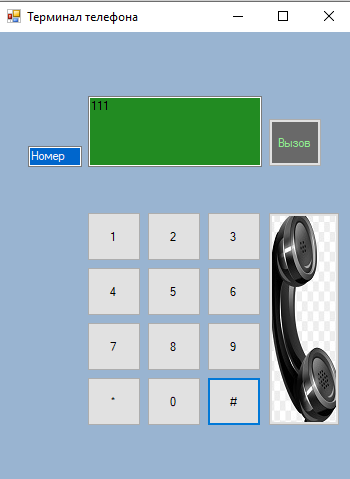 Терминал телефона
111
Вызов
Номер
1 2 3
4 5 6
7 8 9
* 0 #